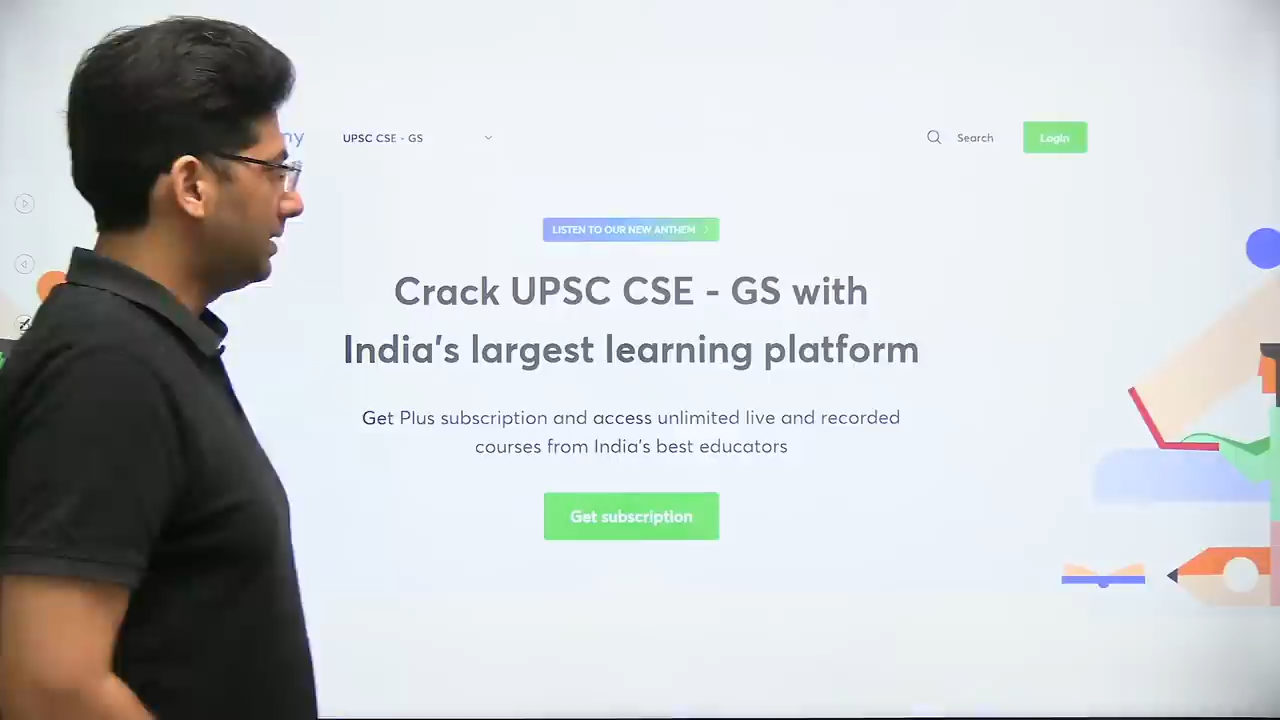 UPSC CSE - GS
Search
Login
LISTEN TO OUR NEW ANTHEM
Crack UPSC CSE - GS with
India's largest learning platform
Get Plus subscription and access unlimited live and recorded
courses from India's best educators
Get subscription